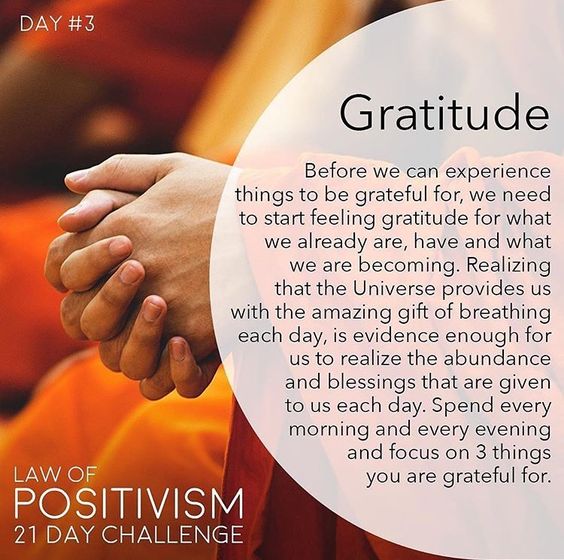 DAY #3
Gratitude
Before we can experience
things to be grateful for, we need
to start feeling gratitude for what
we already are, have and what
we are becoming. Realizing
that the Universe provides us
with the amazing gift of breathing
each day, is evidence enough for
us to realize the abundance
and blessings that are given
to us each day. Spend every
morning and every evening
and focus on 3 things
you are grateful for.
LAW OF
POSITIVISM
21 DAY CHALLENGE